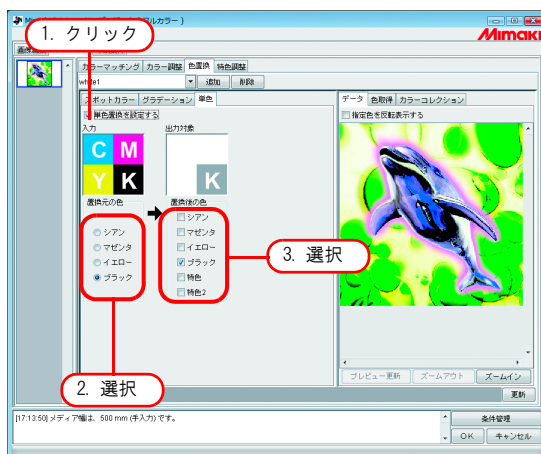 ルカラー )
Mimaki
1. クリック
カラーマッチング カラー調整 色置換 特色調整
white1 追加 削除
スポットカラー グラデーション 単色
単色置換を設定する
入力 出力対象
C M
Y K
K
置換元の色 置換後の色
シアン シアン
マゼンタ マゼンタ
イエロー イエロー
ブラック ブラック
特色
特色2
3. 選択
2. 選択
データ 色取得 カラーコレクション
指定色を反転表示する
プレビュー更新 ズームアウト ズームイン
更新
[17:13:50] メディア幅は、500 mm (手入力) です。
条件管理
OK キャンセル